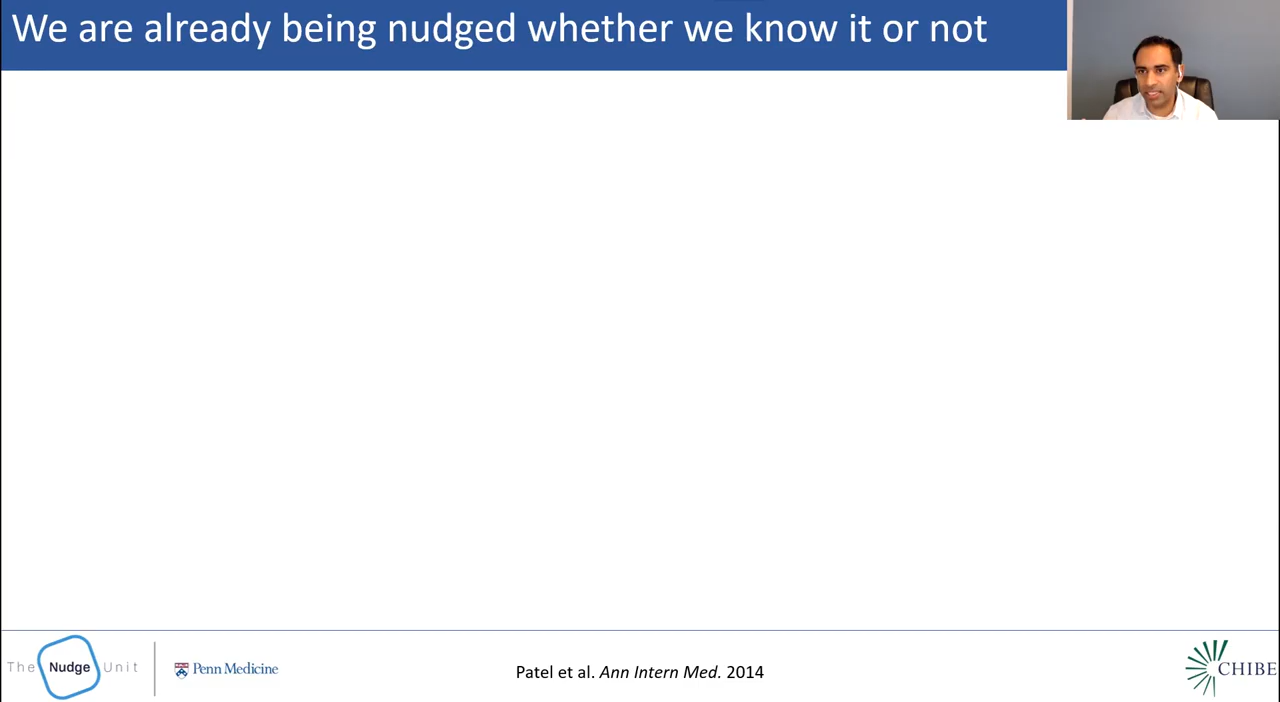 We are already being nudged whether we know it or not
The Nudge Unit
Penn Medicine
Patel et al. Ann Intern Med. 2014
CHIBE